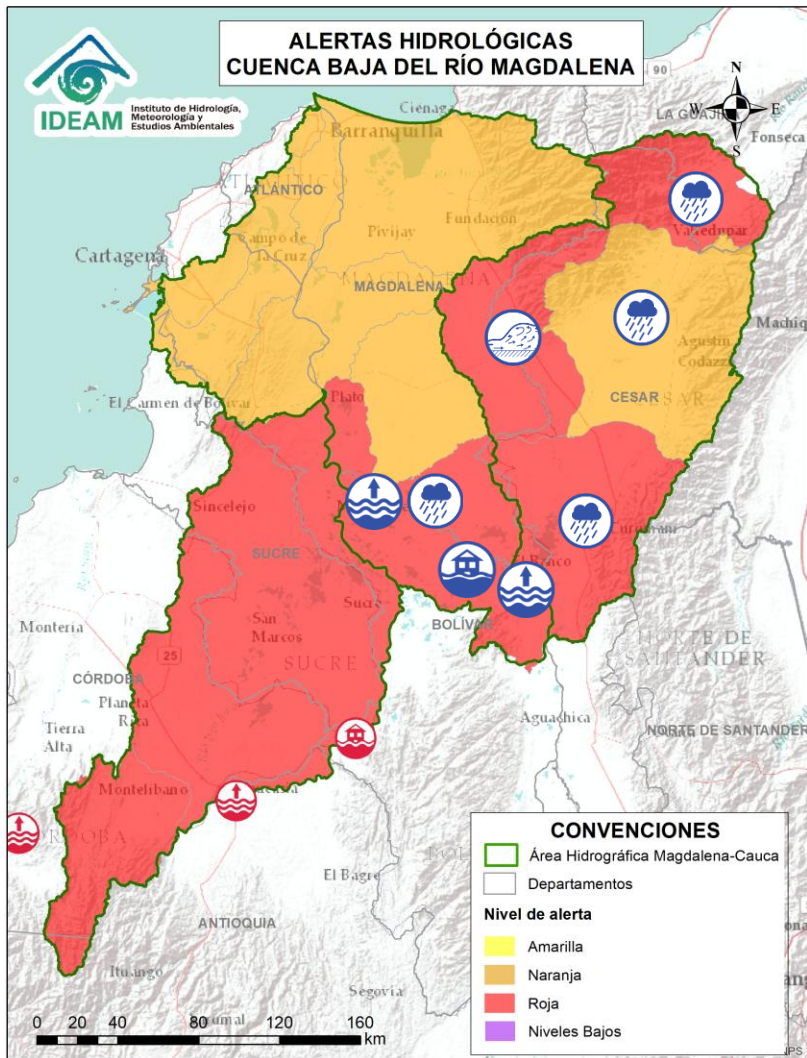 ALERTAS HIDROLÓGICAS
CUENCA BAJA DEL RÍO MAGDALENA
IDEAM
Instituto de Hidrología,
Meteorología y
Estudios Ambientales
90
N
W
E
S
Ciénaga
LA GUAJIRA
Barranquilla
Fonseca
ATLÁNTICO
Valledupar
Fundación
Pivijay
Campo de
la Cruz
Cartagena
MAGDALENA
MAGDALENA
Agustín
Codazzi
CESAR
El Carmen de Bolívar
Plato
Sincelejo
SUCRE
Sucre
San
Marcos
SUCRE
BOLÍVAR
Montería
25
CÓRDOBA
Planeta
Rica
Tierra
Alta
NORTE DE
SANTANDER
Aguachica
NORTE DE SANTANDER
Montelíbano
El Bagre
ANTIOQUIA
Ituango
Segovia
0 20 40 80 120 160
km
CONVENCIONES
Área Hidrográfica Magdalena-Cauca
Departamentos
Nivel de alerta
Amarilla
Naranja
Roja
Niveles Bajos